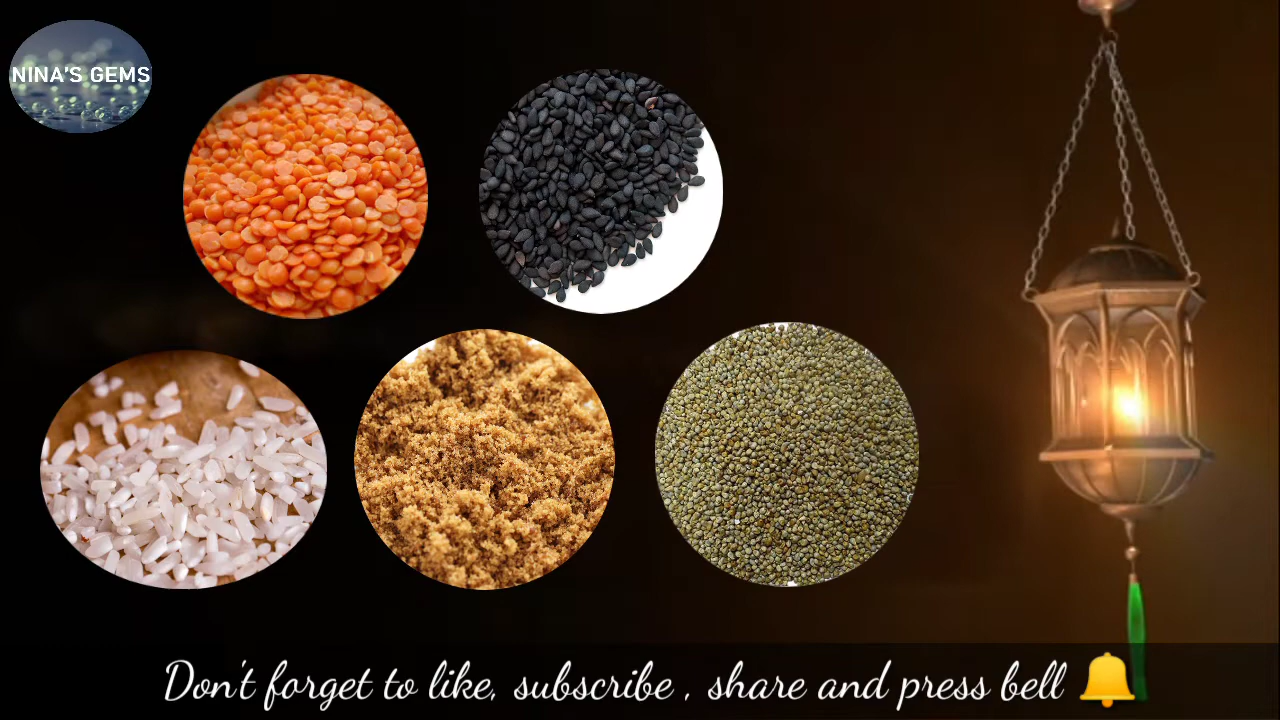 NINA'S GEMS
Don't forget to like, subscribe , share and press bell 🔔